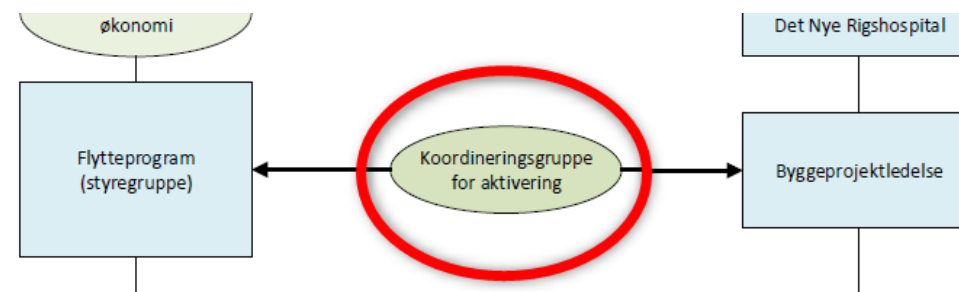 økonomi
Det Nye Rigshospital
Flytteprogram
(styregruppe)
Koordineringsgruppe
for aktivering
Byggeprojektledelse